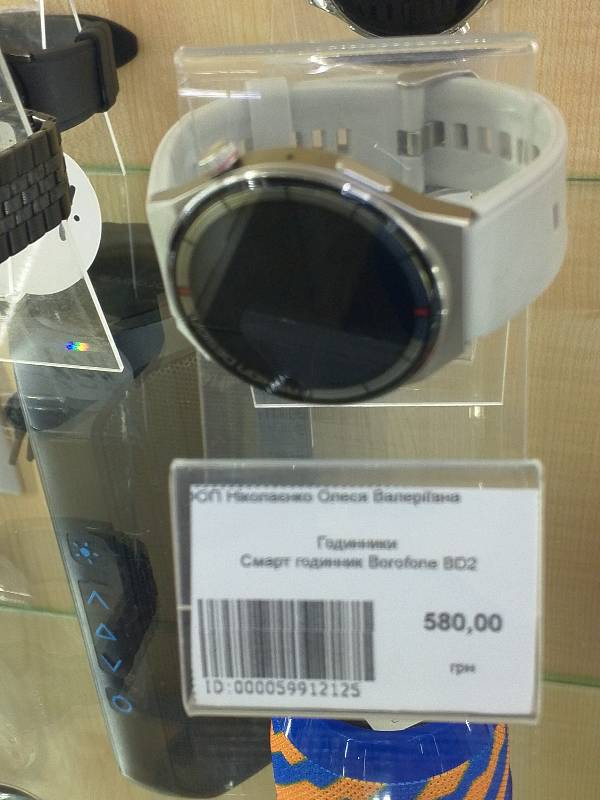 ФОП Ніколаєнко Олеся Валеріївна
Годинники
Смарт годинник Borofone BD2
580,00
грн
ID:000059912125